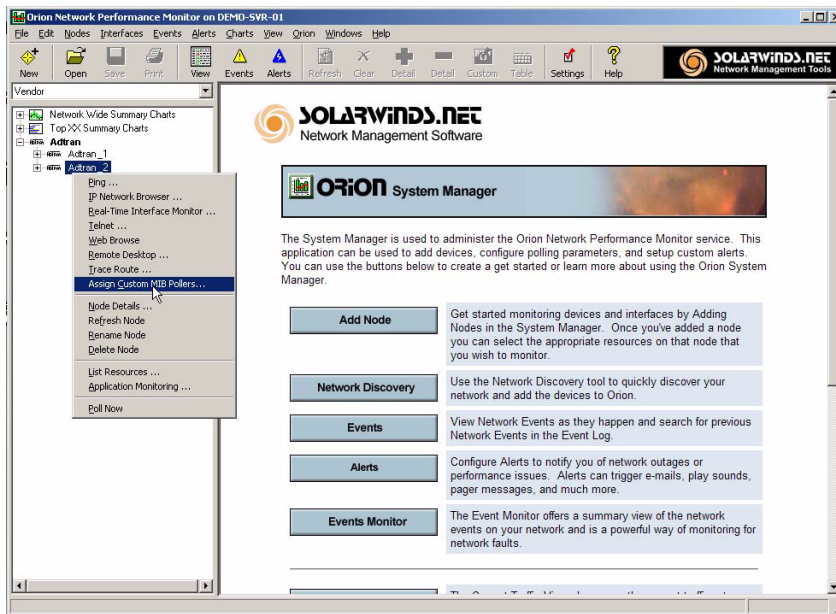 Orion Network Performance Monitor on DEMO-SVR-01
File Edit Nodes Interfaces Events Alerts Charts View Orion Windows Help
New Open Save Print View Events Alerts Refresh Clear Detail Detail Custom Table Settings Help
SOLARWINDS.NET
Network Management Tools
Vendor
Network Wide Summary Charts
Top XX Summary Charts
Adtran
Adtran_1
Adtran_2
Ping ...
IP Network Browser ...
Real-Time Interface Monitor ...
Telnet ...
Web Browse
Remote Desktop ...
Trace Route ...
Assign Custom MIB Pollers...
Node Details ...
Refresh Node
Rename Node
Delete Node
List Resources ...
Application Monitoring ...
Poll Now
SOLARWINDS.NET
Network Management Software
ORION System Manager
The System Manager is used to administer the Orion Network Performance Monitor service. This
application can be used to add devices, configure polling parameters, and setup custom alerts.
You can use the buttons below to create a get started or learn more about using the Orion System
Manager.
Add Node
Get started monitoring devices and interfaces by Adding
Nodes in the System Manager. Once you've added a node
you can select the appropriate resources on that node that
you wish to monitor.
Network Discovery
Use the Network Discovery tool to quickly discover your
network and add the devices to Orion.
Events
View Network Events as they happen and search for previous
Network Events in the Event Log.
Alerts
Configure Alerts to notify you of network outages or
performance issues. Alerts can trigger e-mails, play sounds,
pager messages, and much more.
Events Monitor
The Event Monitor offers a summary view of the network
events on your network and is a powerful way of monitoring for
network faults.